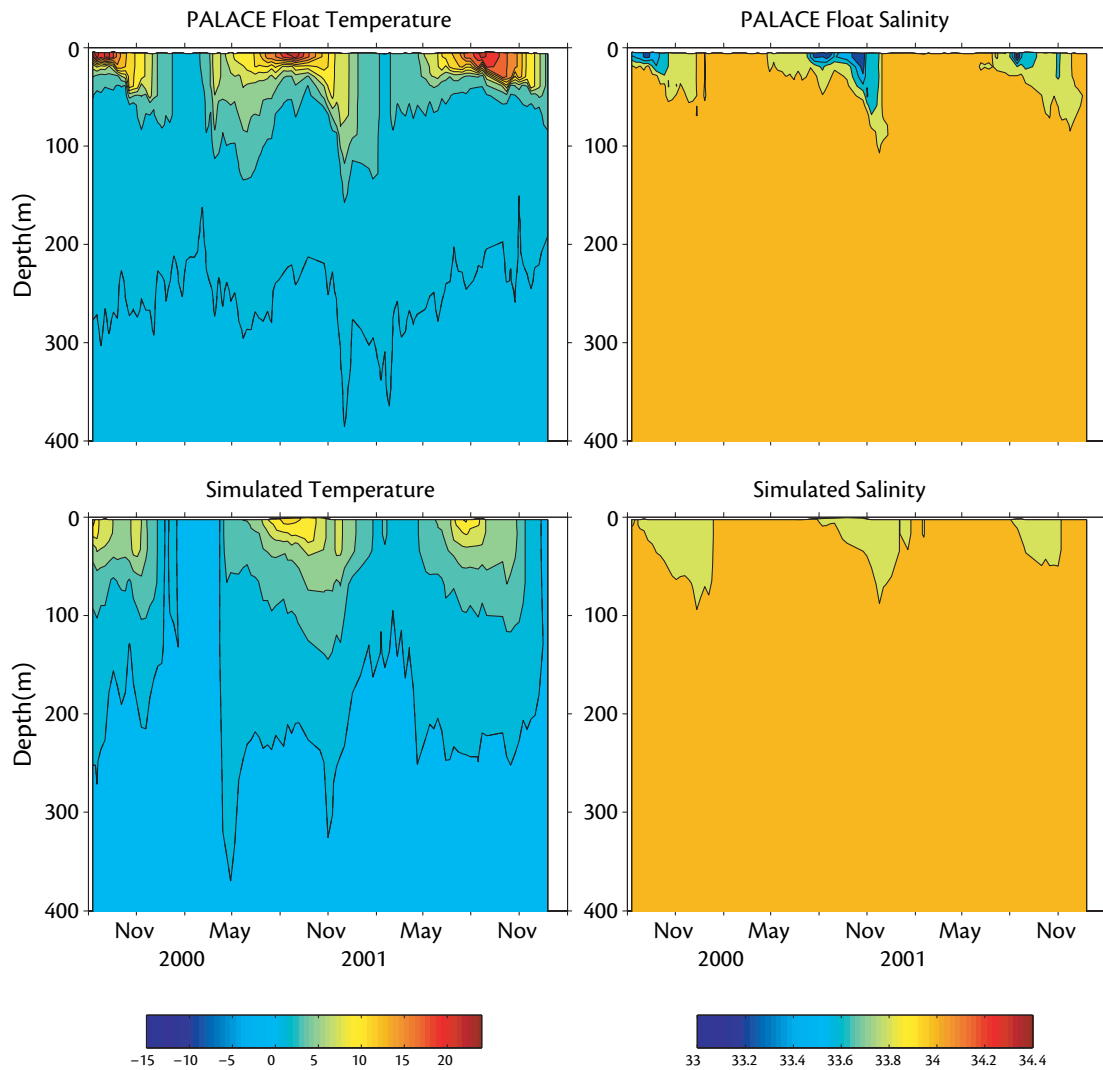 PALACE Float Temperature
PALACE Float Salinity
0
100
200
300
400
Depth(m)
0
100
200
300
400
Simulated Temperature
Simulated Salinity
0
100
200
300
400
Depth(m)
0
100
200
300
400
Nov May Nov May Nov
2000 2001
Nov May Nov May Nov
2000 2001
−15 −10 −5 0 5 10 15 20
33 33.2 33.4 33.6 33.8 34 34.2 34.4